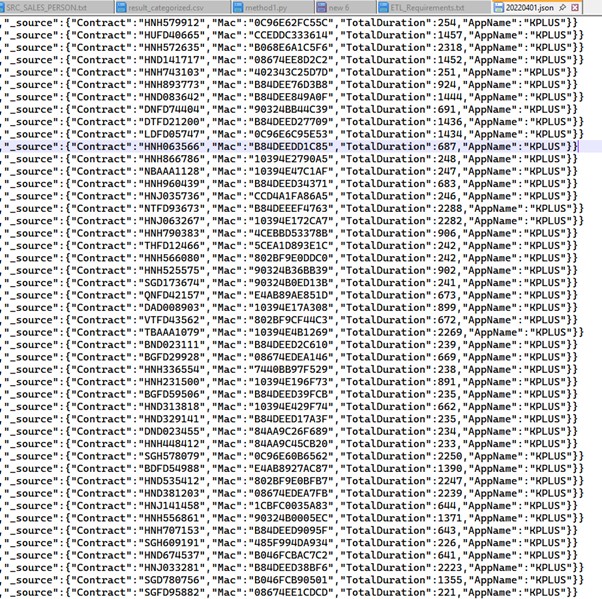 SRC_SALES_PERSON.txt result_categorized.csv method1.py new 6 ETL_Requirements.txt 20220401.json
"_source":{"Contract":"HNH579912","Mac":"0C96E62FC55C","TotalDuration":254,"AppName":"KPLUS"}}
"_source":{"Contract":"HUFD40665","Mac":"CCEDDC333614","TotalDuration":1457,"AppName":"KPLUS"}}
"_source":{"Contract":"HNH572635","Mac":"B068E6A1C5F6","TotalDuration":2318,"AppName":"KPLUS"}}
"_source":{"Contract":"HND141717","Mac":"08674EE8D2C2","TotalDuration":1452,"AppName":"KPLUS"}}
"_source":{"Contract":"HNH743103","Mac":"402343C25D7D","TotalDuration":251,"AppName":"KPLUS"}}
"_source":{"Contract":"HNH893773","Mac":"B84DEE76D3B8","TotalDuration":924,"AppName":"KPLUS"}}
"_source":{"Contract":"HND083642","Mac":"B84DEE849A0F","TotalDuration":1444,"AppName":"KPLUS"}}
"_source":{"Contract":"DNFD74404","Mac":"90324BB44C39","TotalDuration":691,"AppName":"KPLUS"}}
"_source":{"Contract":"DTFD21200","Mac":"B84DEED27709","TotalDuration":1436,"AppName":"KPLUS"}}
"_source":{"Contract":"LDFD05747","Mac":"0C96E6C95E53","TotalDuration":1434,"AppName":"KPLUS"}}
"_source":{"Contract":"HNH063566","Mac":"B84DEEDD1C85","TotalDuration":687,"AppName":"KPLUS"}}
"_source":{"Contract":"HNH866786","Mac":"10394E2790A5","TotalDuration":248,"AppName":"KPLUS"}}
"_source":{"Contract":"NBAAA1128","Mac":"10394E47C1AF","TotalDuration":247,"AppName":"KPLUS"}}
"_source":{"Contract":"HNH960439","Mac":"B84DEED34371","TotalDuration":683,"AppName":"KPLUS"}}
"_source":{"Contract":"HNJ035736","Mac":"CCD4A1FA86A5","TotalDuration":246,"AppName":"KPLUS"}}
"_source":{"Contract":"NTFD93673","Mac":"B84DEEEF4763","TotalDuration":2288,"AppName":"KPLUS"}}
"_source":{"Contract":"HNJ063267","Mac":"10394E172CA7","TotalDuration":2282,"AppName":"KPLUS"}}
"_source":{"Contract":"HNH790383","Mac":"4CEBBD53378B","TotalDuration":906,"AppName":"KPLUS"}}
"_source":{"Contract":"THFD12466","Mac":"5CEA1D893E1C","TotalDuration":242,"AppName":"KPLUS"}}
"_source":{"Contract":"HNH566080","Mac":"802BF9E0DDC0","TotalDuration":242,"AppName":"KPLUS"}}
"_source":{"Contract":"HNH525575","Mac":"90324B36BB39","TotalDuration":902,"AppName":"KPLUS"}}
"_source":{"Contract":"SGD173674","Mac":"90324B0ED13B","TotalDuration":241,"AppName":"KPLUS"}}
"_source":{"Contract":"QNFD42157","Mac":"E4AB89AE851D","TotalDuration":673,"AppName":"KPLUS"}}
"_source":{"Contract":"DAD008903","Mac":"10394E17A308","TotalDuration":899,"AppName":"KPLUS"}}
"_source":{"Contract":"VTFD43562","Mac":"802BF9CF44C3","TotalDuration":672,"AppName":"KPLUS"}}
"_source":{"Contract":"TBAAA1079","Mac":"10394E4B1269","TotalDuration":2269,"AppName":"KPLUS"}}
"_source":{"Contract":"BND023111","Mac":"B84DEED2C610","TotalDuration":239,"AppName":"KPLUS"}}
"_source":{"Contract":"BGFD29928","Mac":"08674EDEA146","TotalDuration":669,"AppName":"KPLUS"}}
"_source":{"Contract":"HNH336554","Mac":"7440BB97F529","TotalDuration":238,"AppName":"KPLUS"}}
"_source":{"Contract":"HNH231500","Mac":"10394E196F73","TotalDuration":891,"AppName":"KPLUS"}}
"_source":{"Contract":"BGFD59506","Mac":"B84DEED39FCB","TotalDuration":235,"AppName":"KPLUS"}}
"_source":{"Contract":"HND313818","Mac":"10394E429F74","TotalDuration":662,"AppName":"KPLUS"}}
"_source":{"Contract":"HND329141","Mac":"B84DEED17A3F","TotalDuration":235,"AppName":"KPLUS"}}
"_source":{"Contract":"DND023455","Mac":"84AA9C26F689","TotalDuration":234,"AppName":"KPLUS"}}
"_source":{"Contract":"HNH448412","Mac":"84AA9C45CB20","TotalDuration":233,"AppName":"KPLUS"}}
"_source":{"Contract":"SGH578079","Mac":"0C96E60B6562","TotalDuration":2250,"AppName":"KPLUS"}}
"_source":{"Contract":"BDFD54988","Mac":"E4AB8927AC87","TotalDuration":1390,"AppName":"KPLUS"}}
"_source":{"Contract":"HND535412","Mac":"802BF9E0BFB7","TotalDuration":2247,"AppName":"KPLUS"}}
"_source":{"Contract":"HND381203","Mac":"08674EDEA7FB","TotalDuration":2239,"AppName":"KPLUS"}}
"_source":{"Contract":"HNJ141458","Mac":"1CBFC0035A83","TotalDuration":644,"AppName":"KPLUS"}}
"_source":{"Contract":"HNH556861","Mac":"90324B0005EC","TotalDuration":1371,"AppName":"KPLUS"}}
"_source":{"Contract":"HNH707153","Mac":"B84DEED9095F","TotalDuration":643,"AppName":"KPLUS"}}
"_source":{"Contract":"SGH609191","Mac":"485F994DA934","TotalDuration":226,"AppName":"KPLUS"}}
"_source":{"Contract":"HND674537","Mac":"B046FCBAC7C2","TotalDuration":641,"AppName":"KPLUS"}}
"_source":{"Contract":"HNJ033281","Mac":"B84DEED38BF6","TotalDuration":2223,"AppName":"KPLUS"}}
"_source":{"Contract":"SGD780756","Mac":"B046FCB90501","TotalDuration":1355,"AppName":"KPLUS"}}
"_source":{"Contract":"SGFD95882","Mac":"08674EE1CDCD","TotalDuration":221,"AppName":"KPLUS"}}